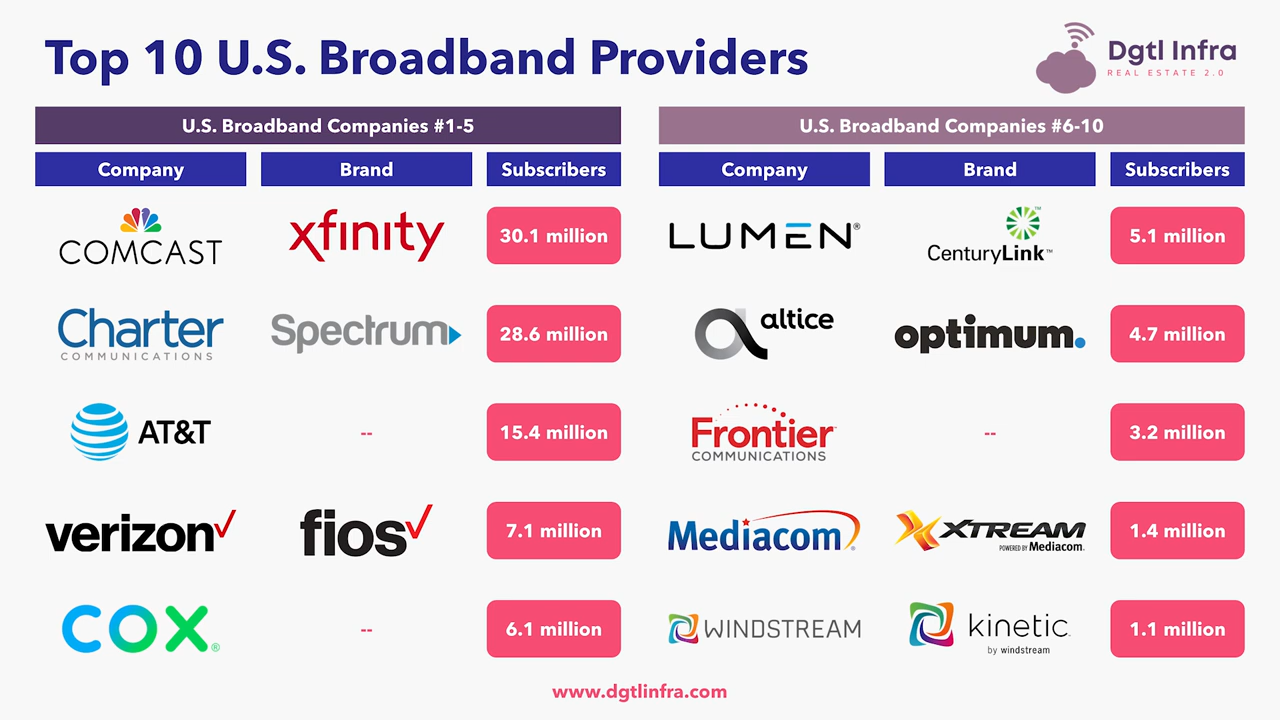 Top 10 U.S. Broadband Providers
Dgtl Infra
REAL ESTATE 2.0
U.S. Broadband Companies #1-5
Company Brand Subscribers
COMCAST xfinity 30.1 million
Charter COMMUNICATIONS Spectrum 28.6 million
AT&T -- 15.4 million
verizon fios 7.1 million
COX® -- 6.1 million
U.S. Broadband Companies #6-10
Company Brand Subscribers
LUMEN® CenturyLink™ 5.1 million
altice optimum. 4.7 million
Frontier COMMUNICATIONS -- 3.2 million
Mediacom® XTREAM POWERED BY Mediacom. 1.4 million
WINDSTREAM kinetic by windstream 1.1 million
www.dgtlinfra.com